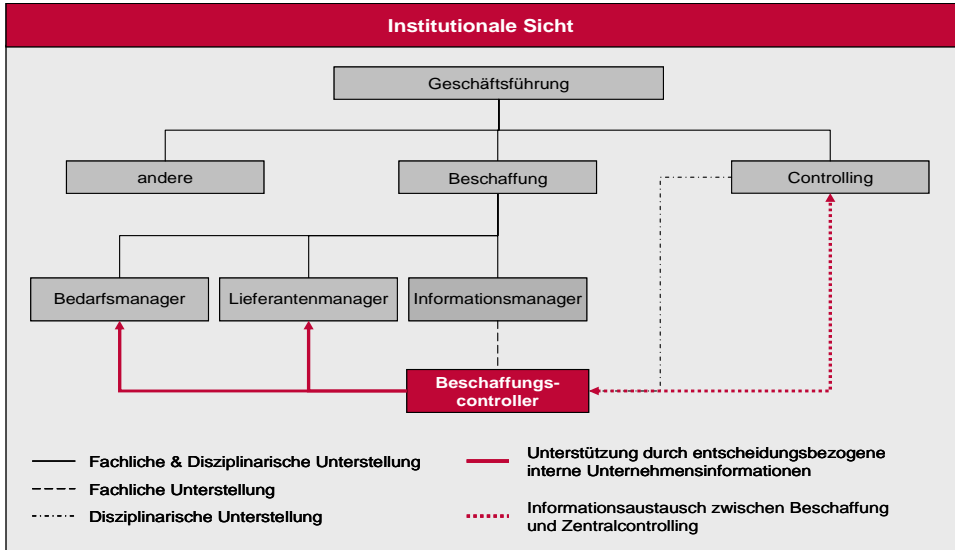 Institutionale Sicht
Geschäftsführung
andere
Beschaffung
Controlling
Bedarfsmanager
Lieferantenmanager
Informationsmanager
Beschaffungs-
controller
Fachliche & Disziplinarische Unterstellung
Fachliche Unterstellung
Disziplinarische Unterstellung
Unterstützung durch entscheidungsbezogene
interne Unternehmensinformationen
Informationsaustausch zwischen Beschaffung
und Zentralcontrolling